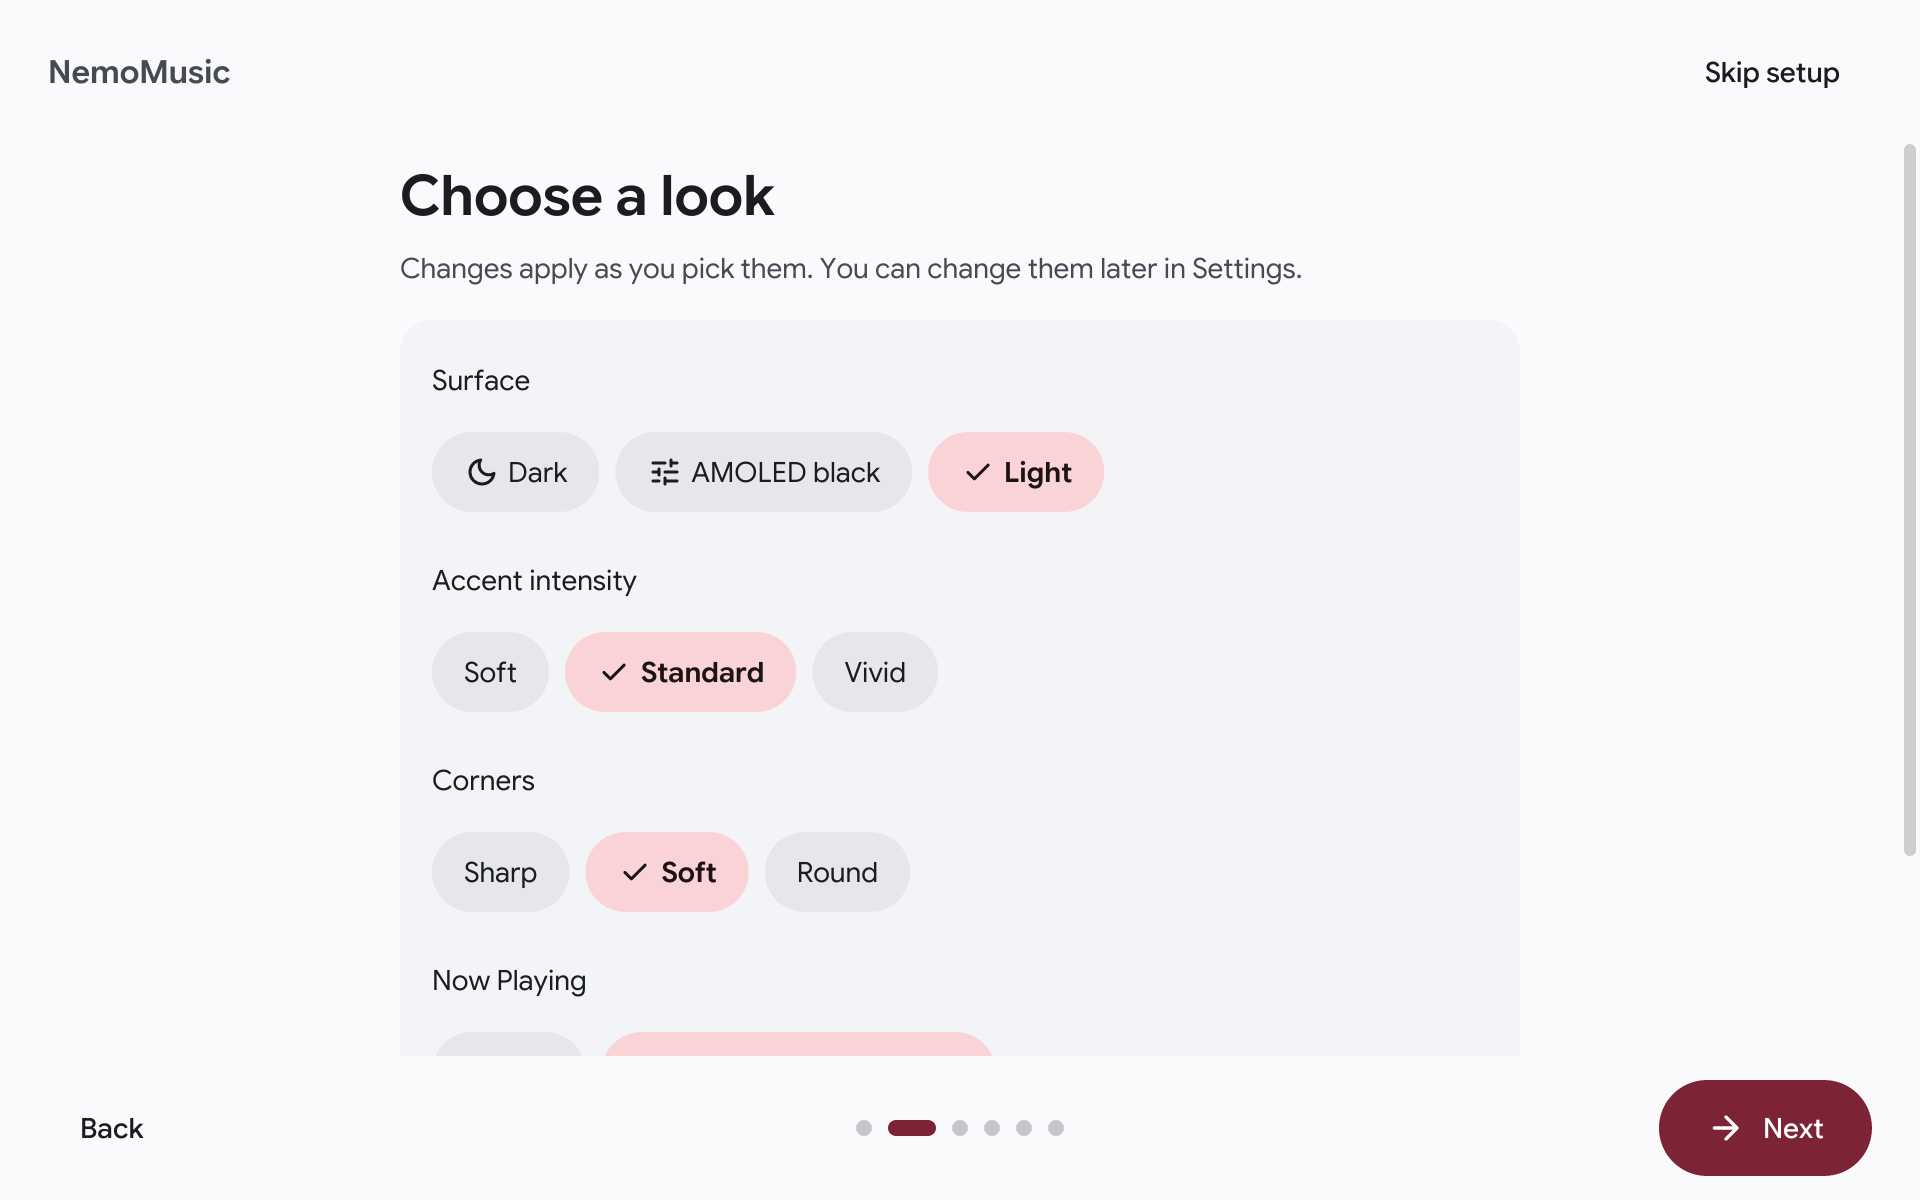 NemoMusic
Skip setup
Choose a look
Changes apply as you pick them. You can change them later in Settings.
Surface
Dark
AMOLED black
Light
Accent intensity
Soft
Standard
Vivid
Corners
Sharp
Soft
Round
Now Playing
Back
Next